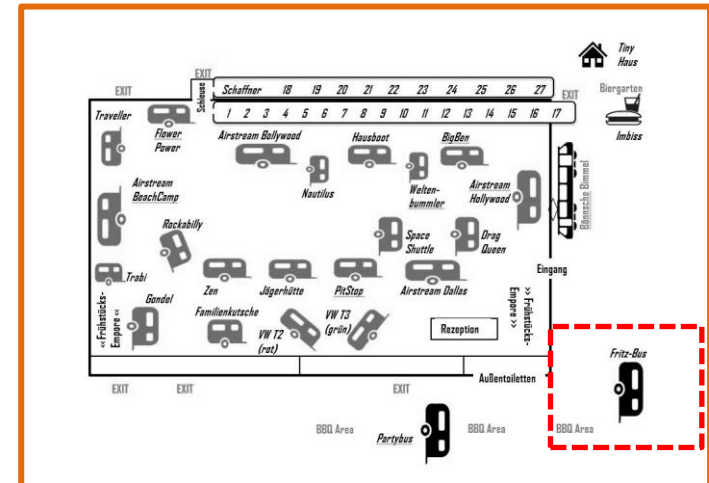 Tiny
Haus
EXIT
EXIT
Schleuse
Schaffner 18 19 20 21 22 23 24 25 26 27
EXIT
Biergarten
1 2 3 4 5 6 7 8 9 10 11 12 13 14 15 16 17
Imbiss
Traveller
Flower
Power
Airstream Bollywood
Hausboot
BigBen
Nautilus
Welten-
bummler
Airstream
Hollywood
Bönnsche Bimmel
Airstream
BeachCamp
Rockabilly
Space
Shuttle
Drag
Queen
Trabi
Zen
Jägerhütte
PitStop
Airstream Dallas
Eingang
<< Frühstücks-
Empore <<
Gondel
Familienkutsche
VW T2
(rot)
VW T3
(grün)
Rezeption
>> Frühstücks-
Empore >>
Fritz-Bus
Außentoiletten
EXIT
EXIT
EXIT
BBQ Area
Partybus
BBQ Area
BBQ Area